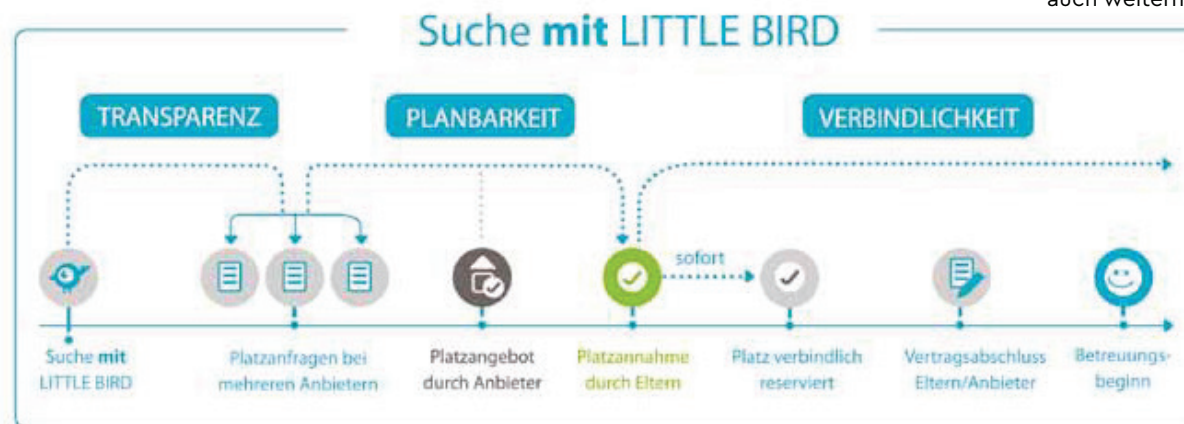 auch weitern
Suche mit LITTLE BIRD
TRANSPARENZ
PLANBARKEIT
VERBINDLICHKEIT
sofort
Suche mit
LITTLE BIRD
Platzanfragen bei
mehreren Anbietern
Platzangebot
durch Anbieter
Platzannahme
durch Eltern
Platz verbindlich
reserviert
Vertragsabschluss
Eltern/Anbieter
Betreuungs-
beginn